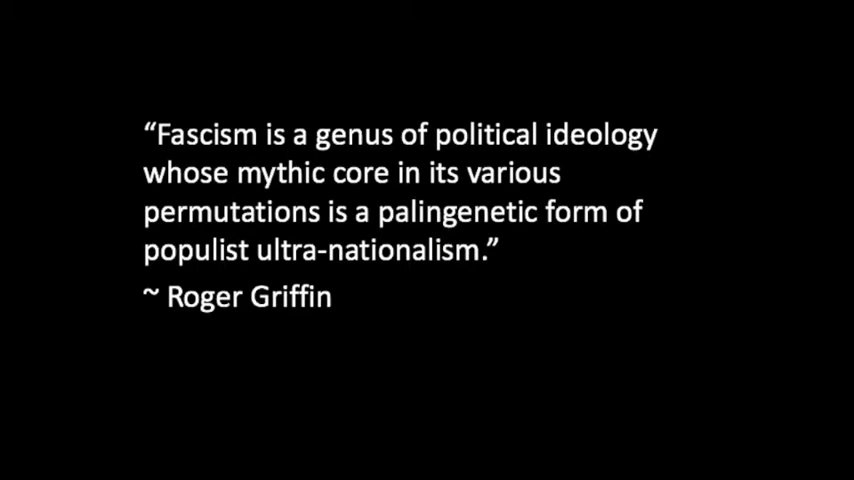 “Fascism is a genus of political ideology
whose mythic core in its various
permutations is a palingenetic form of
populist ultra-nationalism.”
~ Roger Griffin